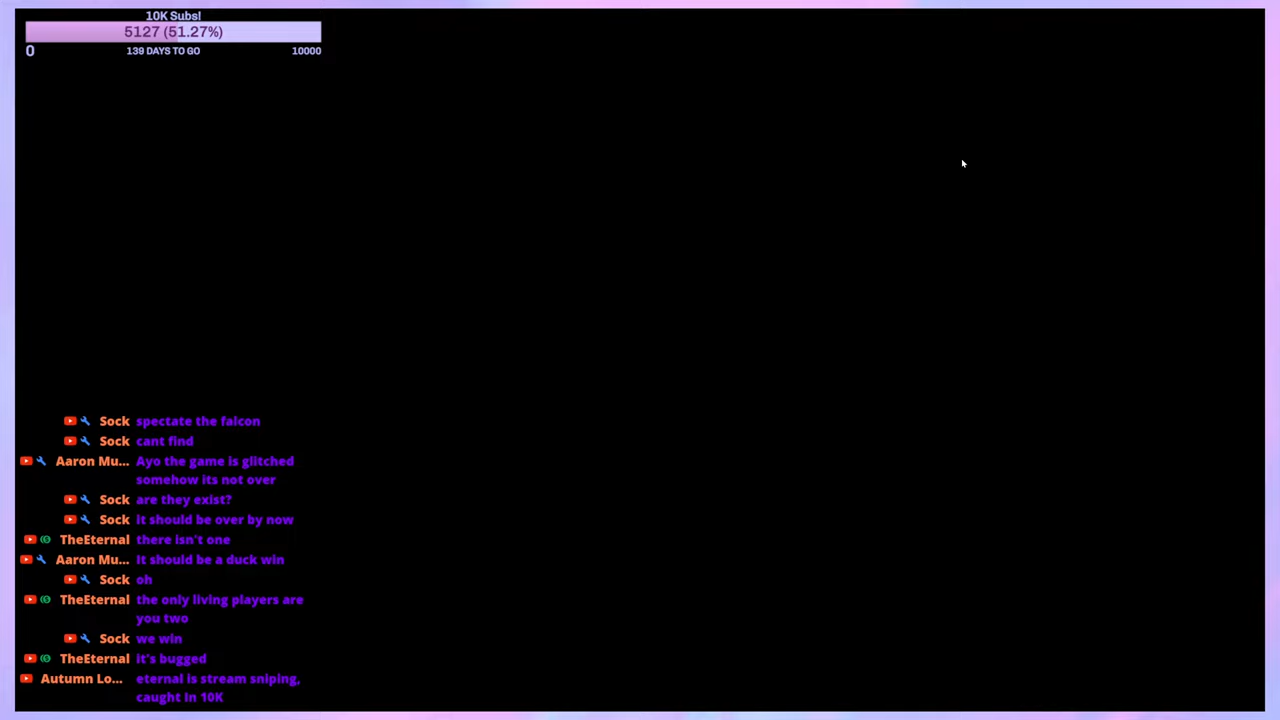 10K Subs!
5127 (51.27%)
0 139 DAYS TO GO 10000
Sock spectate the falcon
Sock cant find
Aaron Mu... Ayo the game is glitched
somehow its not over
Sock are they exist?
Sock it should be over by now
TheEternal there isn't one
Aaron Mu... It should be a duck win
Sock oh
TheEternal the only living players are
you two
Sock we win
TheEternal it's bugged
Autumn Lo... eternal is stream sniping,
caught in 10K